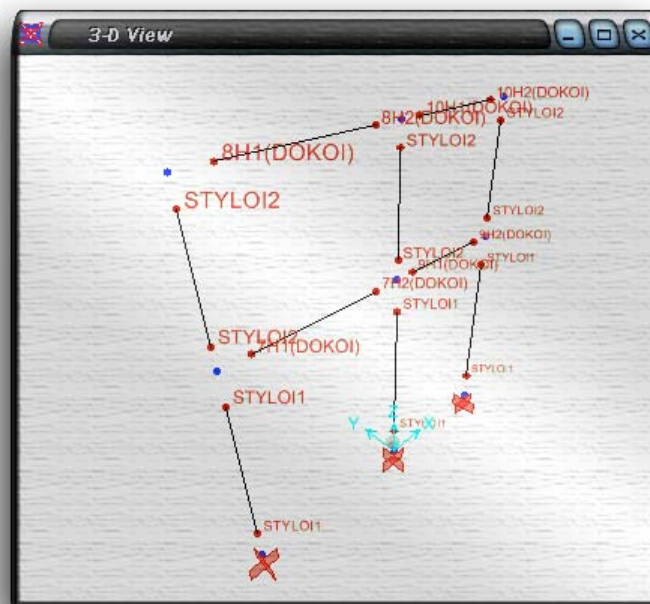 3-D View
10H2(DOKOI)
10H1(DOKOI)
8H2(DOKOI)
STYLOI2
8H1(DOKOI)
STYLOI2
STYLOI2
STYLOI2
9H2(DOKOI)
STYLOI2
STYLOI1
9H1(DOKOI)
7H2(DOKOI)
STYLOI1
STYLOI2
7H1(DOKOI)
STYLOI1
STYLOI1
Z
Y
X
STYLOI1
STYLOI1